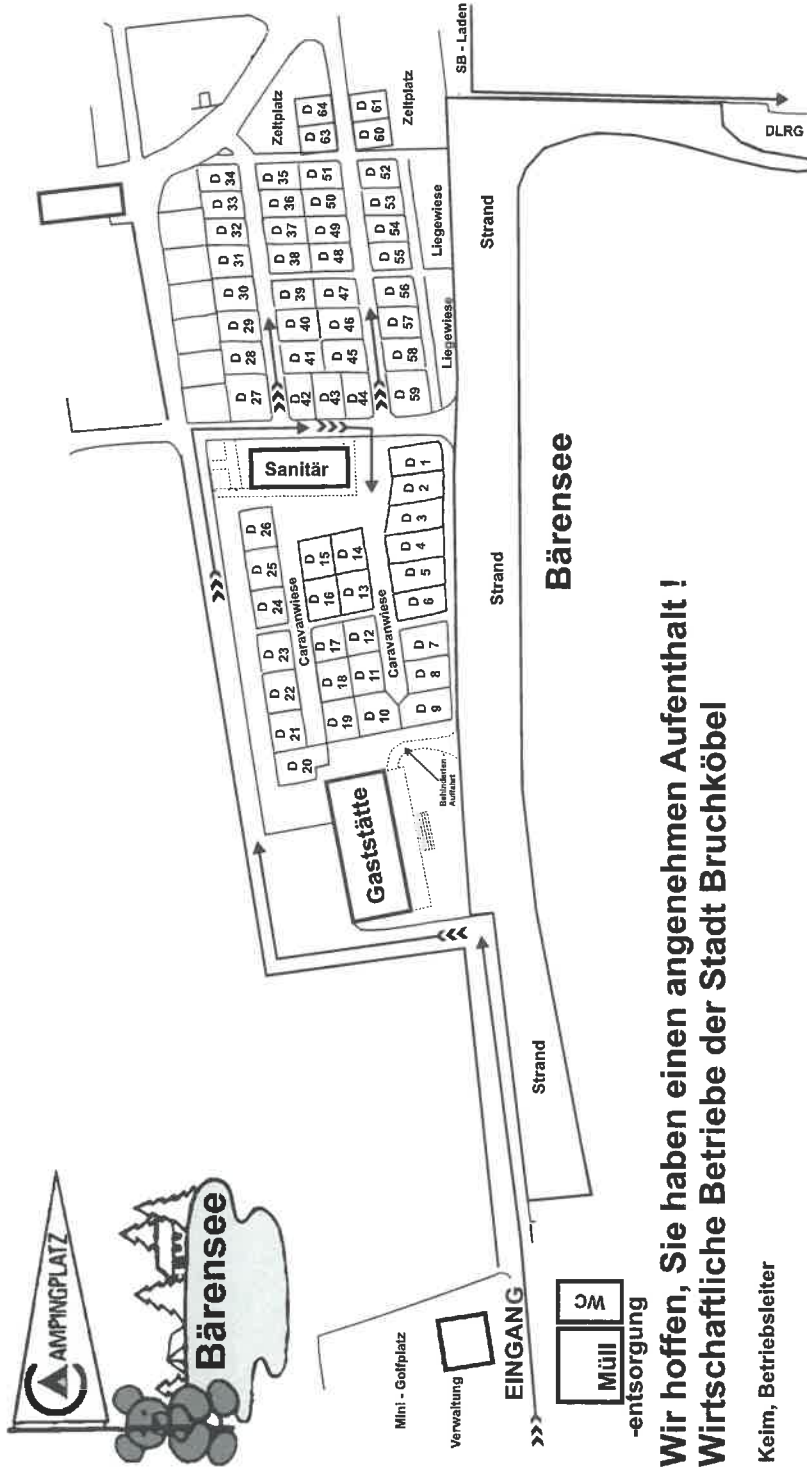 CAMPINGPLATZ
Bärensee
Mini - Golfplatz
Verwaltung
EINGANG
WC
Müll
-entsorgung
Gaststätte
Behinderten-
Auffahrt
Sanitär
Caravanwiese
Caravanwiese
D 20
D 21
D 22
D 23
D 24
D 25
D 26
D 19
D 18
D 17
D 16
D 15
D 10
D 11
D 12
D 13
D 14
D 9
D 8
D 7
D 6
D 5
D 4
D 3
D 2
D 1
D 27
D 28
D 29
D 30
D 31
D 32
D 33
D 34
D 42
D 41
D 40
D 39
D 38
D 37
D 36
D 35
D 43
D 44
D 45
D 46
D 47
D 48
D 49
D 50
D 51
D 59
D 58
D 57
D 56
D 55
D 54
D 53
D 52
Zeltplatz
D 63
D 64
D 60
D 61
Zeltplatz
Liegewiese
Liegewiese
SB - Laden
Strand
Strand
Strand
DLRG
Bärensee
Wir hoffen, Sie haben einen angenehmen Aufenthalt !
Wirtschaftliche Betriebe der Stadt Bruchköbel
Keim, Betriebsleiter